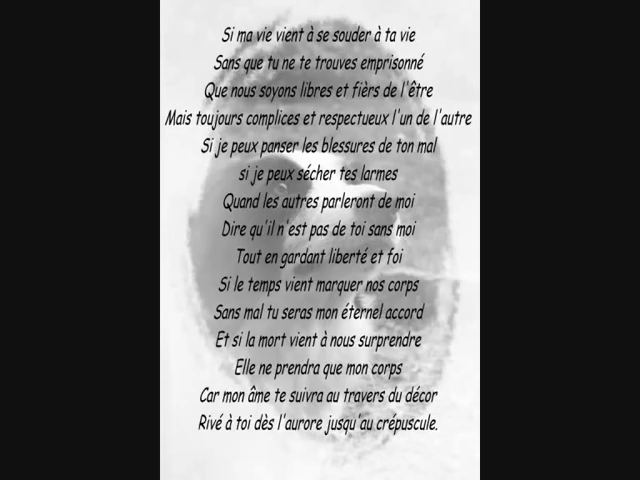 Si ma vie vient à se souder à ta vie
Sans que tu ne te trouves emprisonné
Que nous soyons libres et fièrs de l'être
Mais toujours complices et respectueux l'un de l'autre
Si je peux panser les blessures de ton mal
si je peux sécher tes larmes
Quand les autres parleront de moi
Dire qu'il n'est pas de toi sans moi
Tout en gardant liberté et foi
Si le temps vient marquer nos corps
Sans mal tu seras mon éternel accord
Et si la mort vient à nous surprendre
Elle ne prendra que mon corps
Car mon âme te suivra au travers du décor
Rivé à toi dès l'aurore jusqu'au crépuscule.